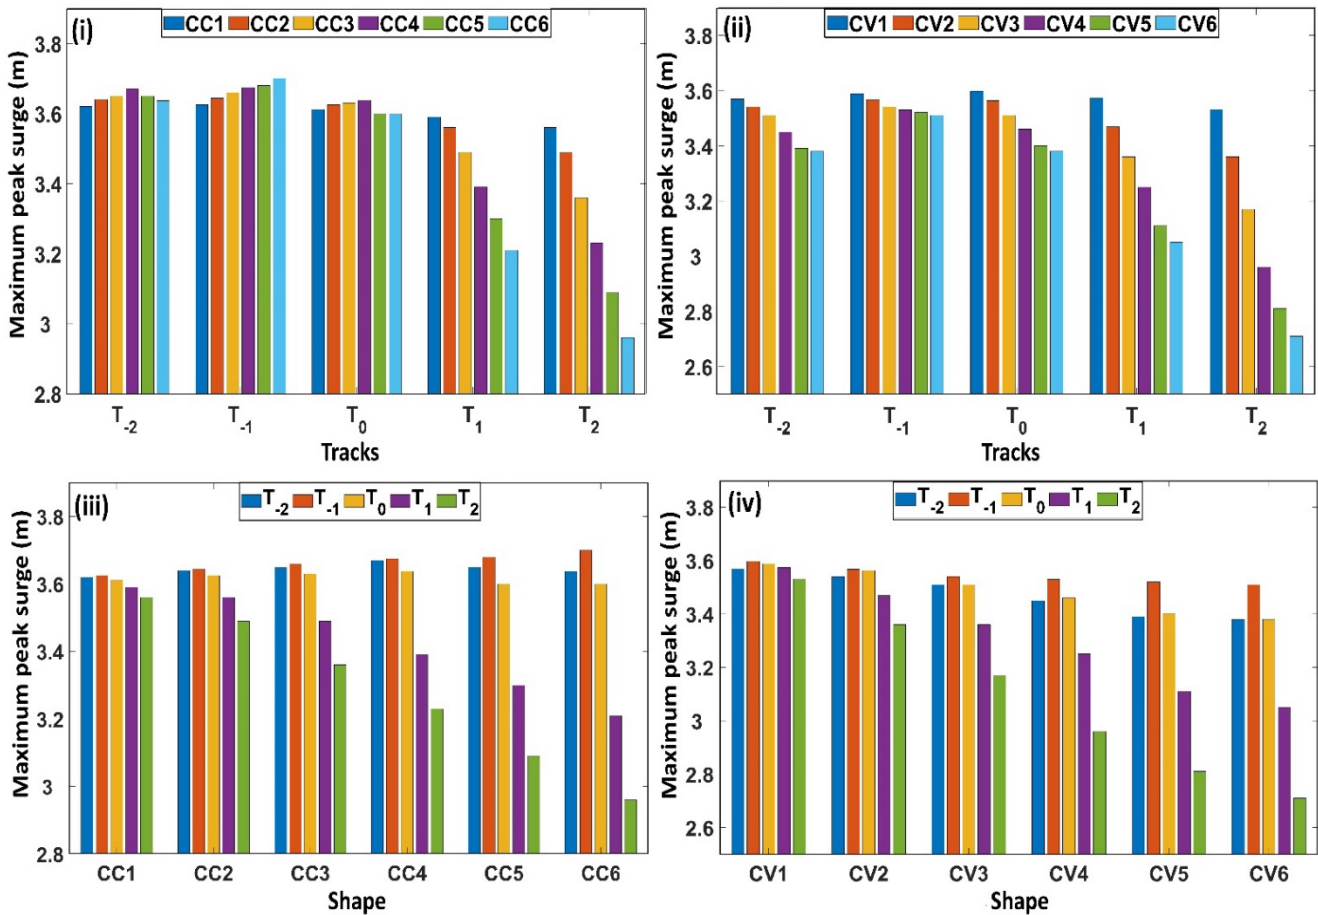 (i) CC1 CC2 CC3 CC4 CC5 CC6
Maximum peak surge (m)
3.8
3.6
3.4
3.2
3
2.8
T-2 T-1 T0 T1 T2
Tracks
(ii) CV1 CV2 CV3 CV4 CV5 CV6
Maximum peak surge (m)
3.8
3.6
3.4
3.2
3
2.8
2.6
T-2 T-1 T0 T1 T2
Tracks
(iii) T-2 T-1 T0 T1 T2
Maximum peak surge (m)
3.8
3.6
3.4
3.2
3
2.8
CC1 CC2 CC3 CC4 CC5 CC6
Shape
(iv) T-2 T-1 T0 T1 T2
Maximum peak surge (m)
3.8
3.6
3.4
3.2
3
2.8
2.6
CV1 CV2 CV3 CV4 CV5 CV6
Shape